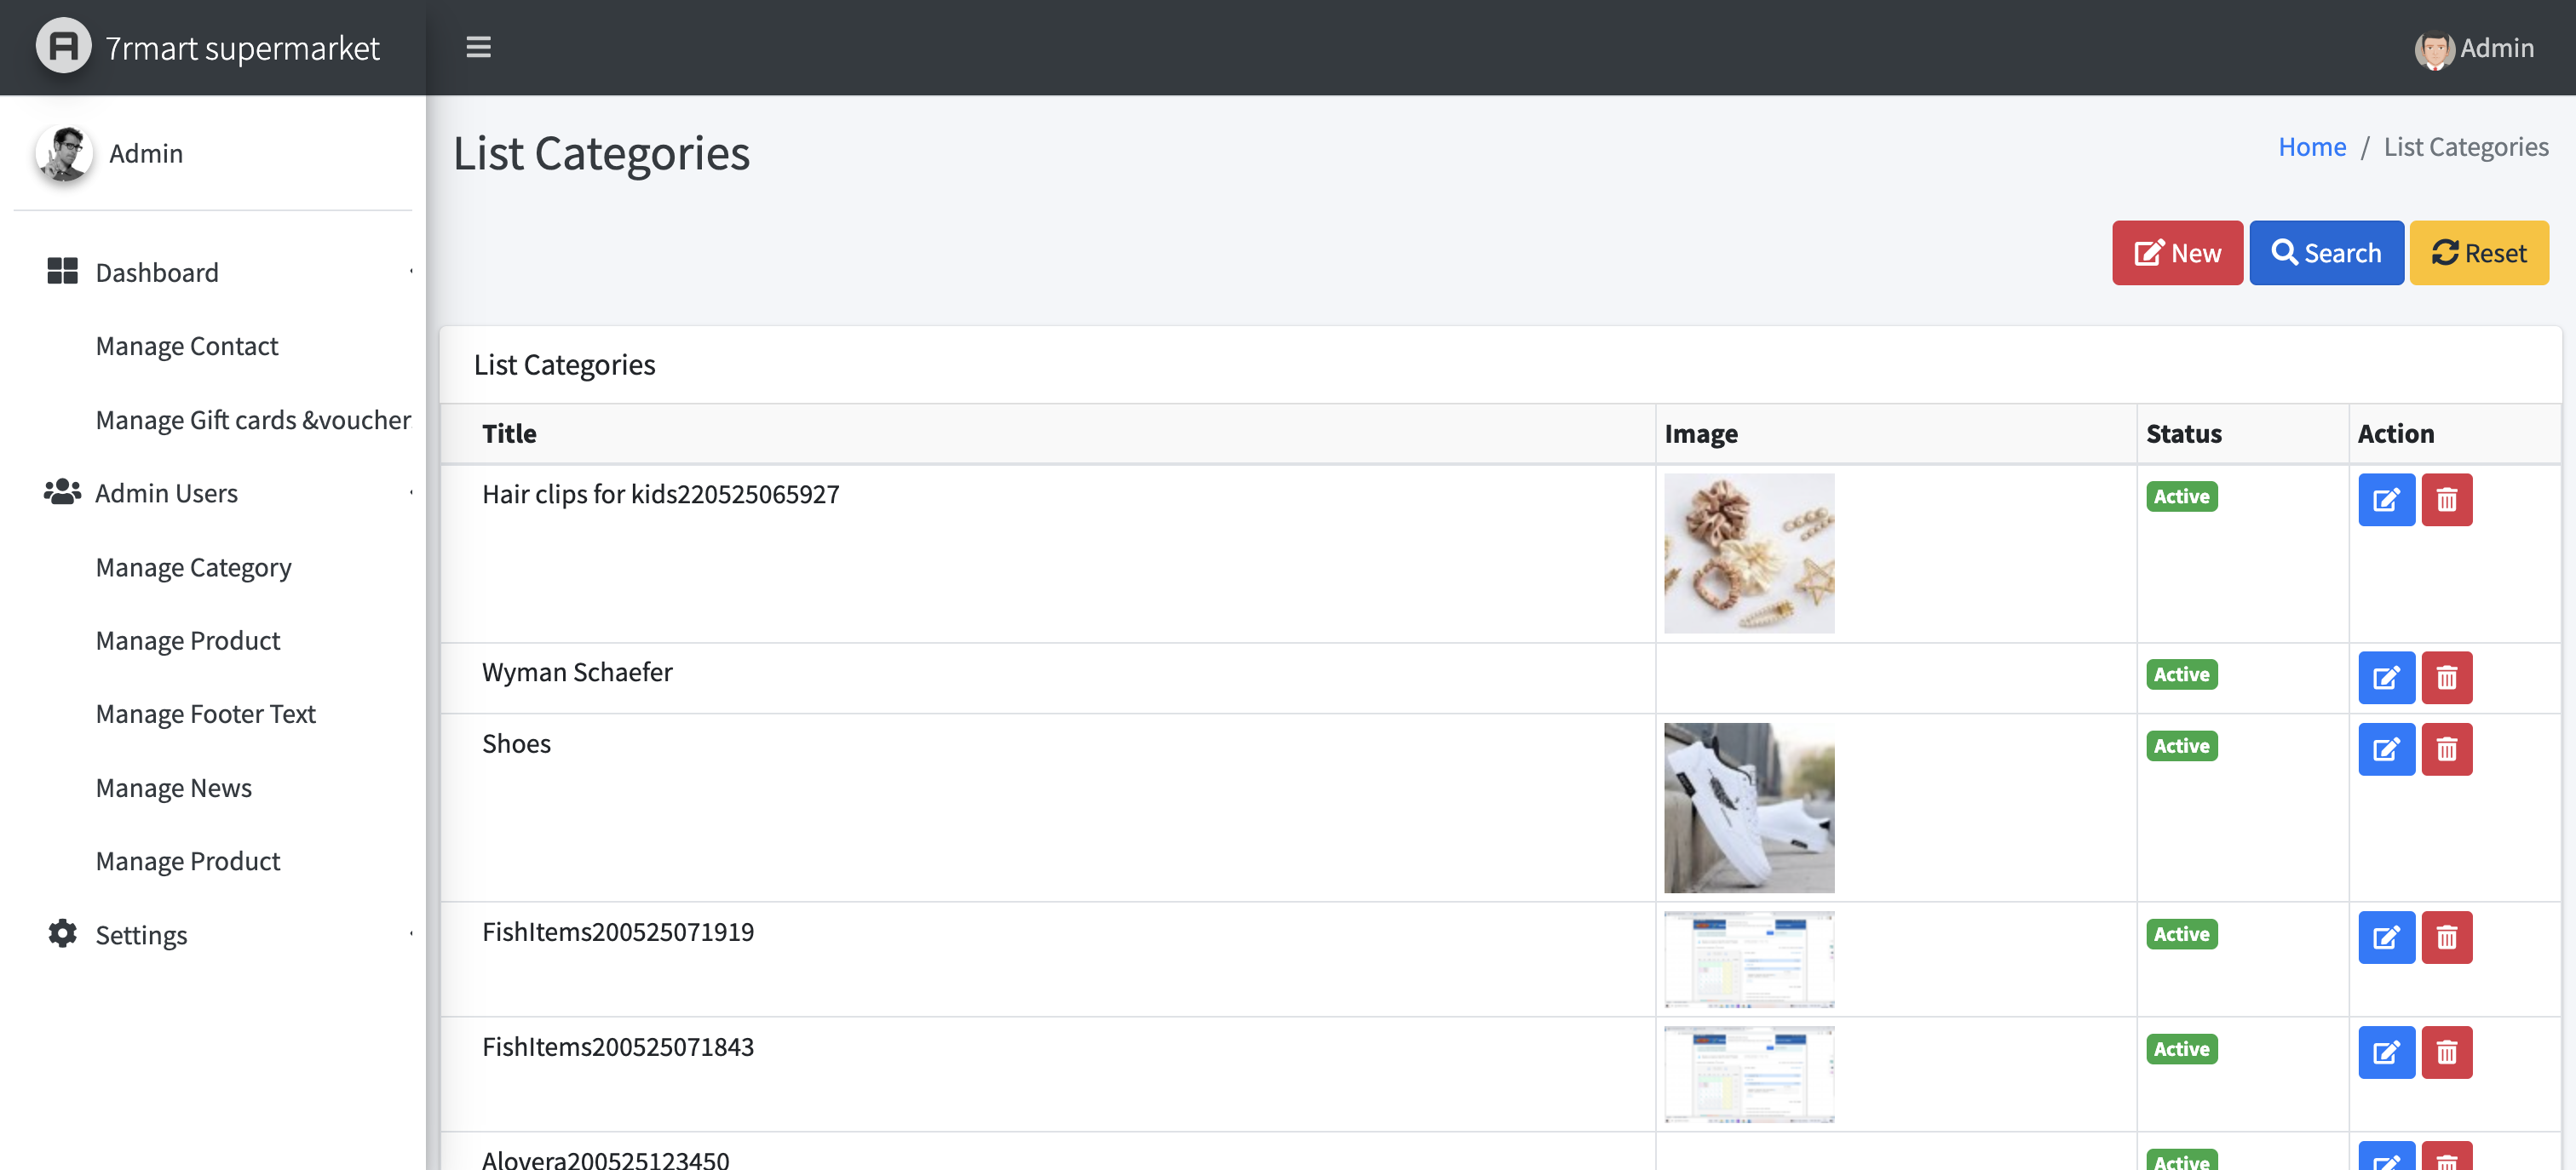 7rmart supermarket
Admin
Admin
List Categories
Home / List Categories
Dashboard
New
Search
Reset
Manage Contact
Manage Gift cards &voucher
Admin Users
Manage Category
Manage Product
Manage Footer Text
Manage News
Manage Product
Settings
List Categories
Title Image Status Action
Hair clips for kids220525065927 Active
Wyman Schaefer Active
Shoes Active
FishItems200525071919 Active
FishItems200525071843 Active
Alovera200525123450 Active